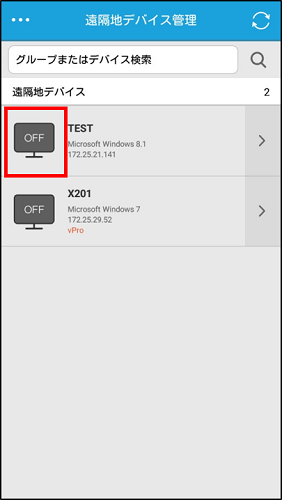 遠隔地デバイス管理
グループまたはデバイス検索
遠隔地デバイス 2
OFF
TEST
Microsoft Windows 8.1
172.25.21.141
OFF
X201
Microsoft Windows 7
172.25.29.52
vPro